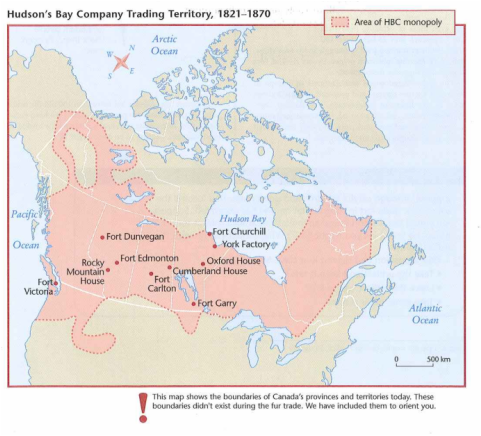 Hudson's Bay Company Trading Territory, 1821–1870
Area of HBC monopoly
Arctic
Ocean
N
W
E
S
Pacific
Ocean
Hudson Bay
Fort Churchill
York Factory
Fort Dunvegan
Fort Edmonton
Oxford House
Cumberland House
Rocky
Mountain
House
Fort
Carlton
Fort
Victoria
Fort Garry
Atlantic
Ocean
0 500 km
This map shows the boundaries of Canada's provinces and territories today. These
boundaries didn't exist during the fur trade. We have included them to orient you.